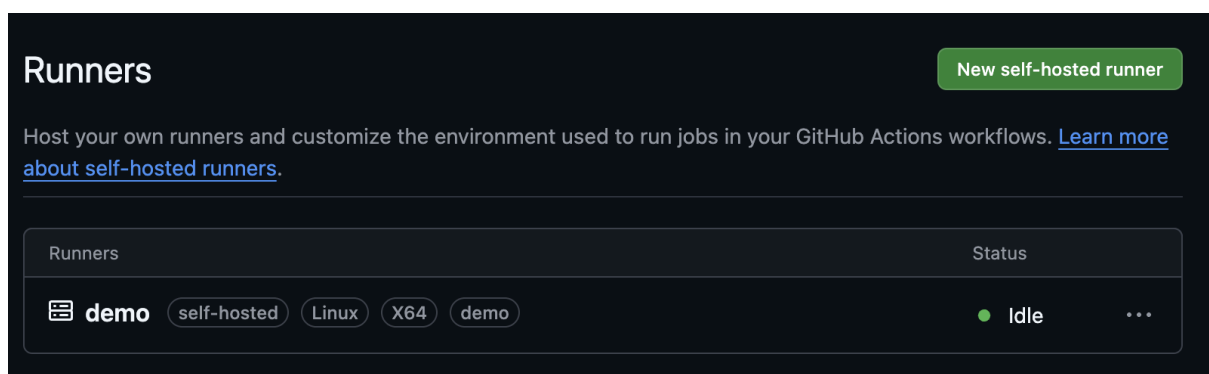 Runners
New self-hosted runner
Host your own runners and customize the environment used to run jobs in your GitHub Actions workflows. Learn more
about self-hosted runners.
Runners Status
demo self-hosted Linux X64 demo Idle